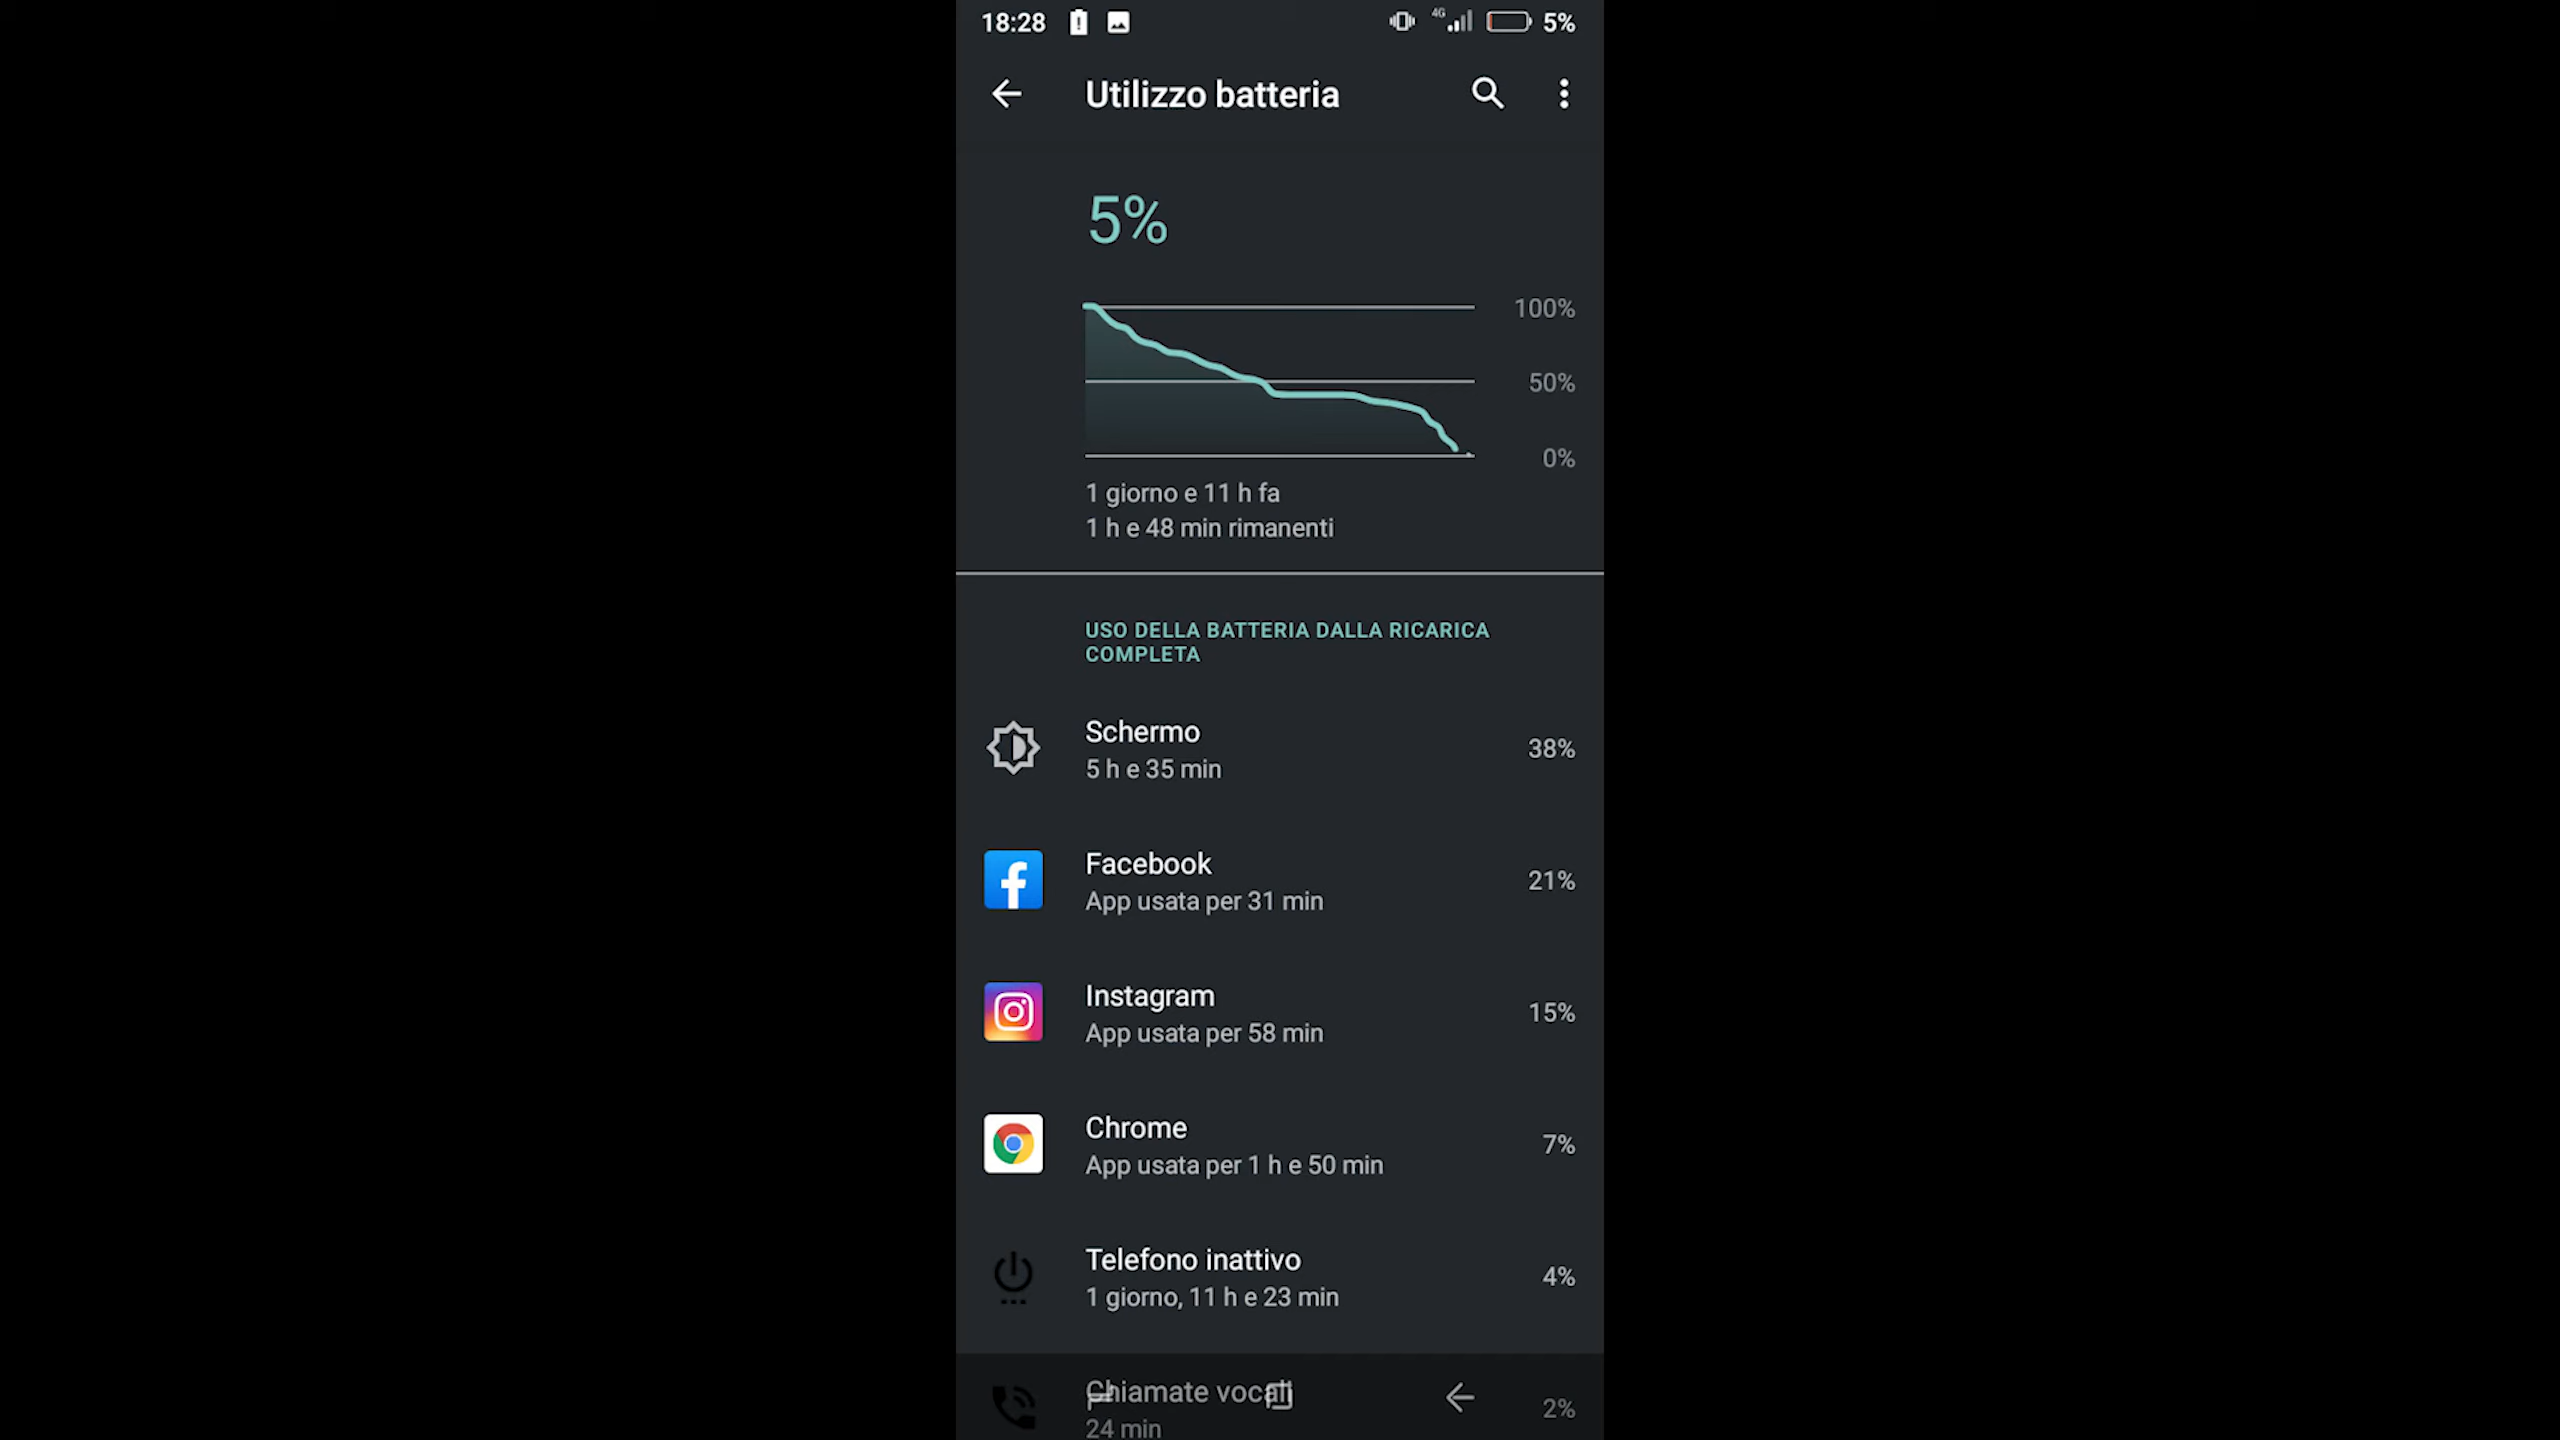 18:28
4G
5%
Utilizzo batteria
5%
100%
50%
0%
1 giorno e 11 h fa
1 h e 48 min rimanenti
USO DELLA BATTERIA DALLA RICARICA
COMPLETA
Schermo
5 h e 35 min
38%
Facebook
App usata per 31 min
21%
Instagram
App usata per 58 min
15%
Chrome
App usata per 1 h e 50 min
7%
Telefono inattivo
1 giorno, 11 h e 23 min
4%
Chiamate vocali
24 min
2%